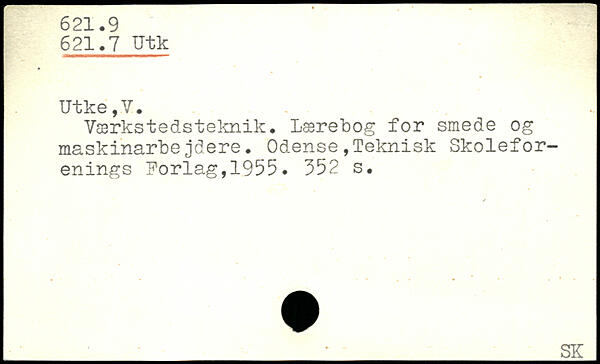 621.9
621.7 Utk
Utke,V.
Værkstedsteknik. Lærebog for smede og
maskinarbejdere. Odense,Teknisk Skolefor-
enings Forlag,1955. 352 s.
SK